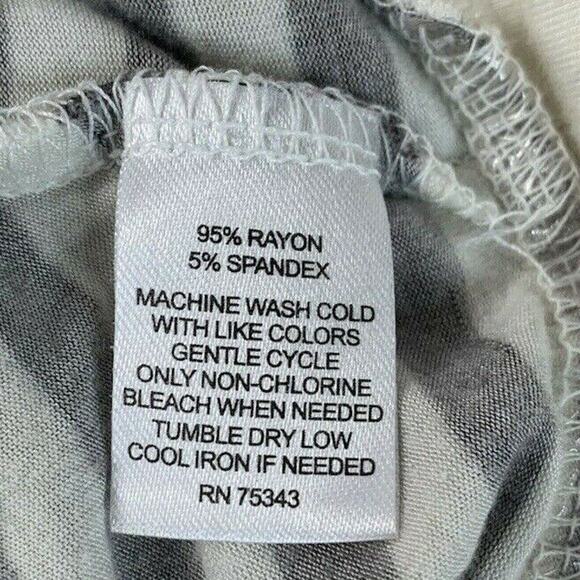 95% RAYON
5% SPANDEX
MACHINE WASH COLD
WITH LIKE COLORS
GENTLE CYCLE
ONLY NON-CHLORINE
BLEACH WHEN NEEDED
TUMBLE DRY LOW
COOL IRON IF NEEDED
RN 75343